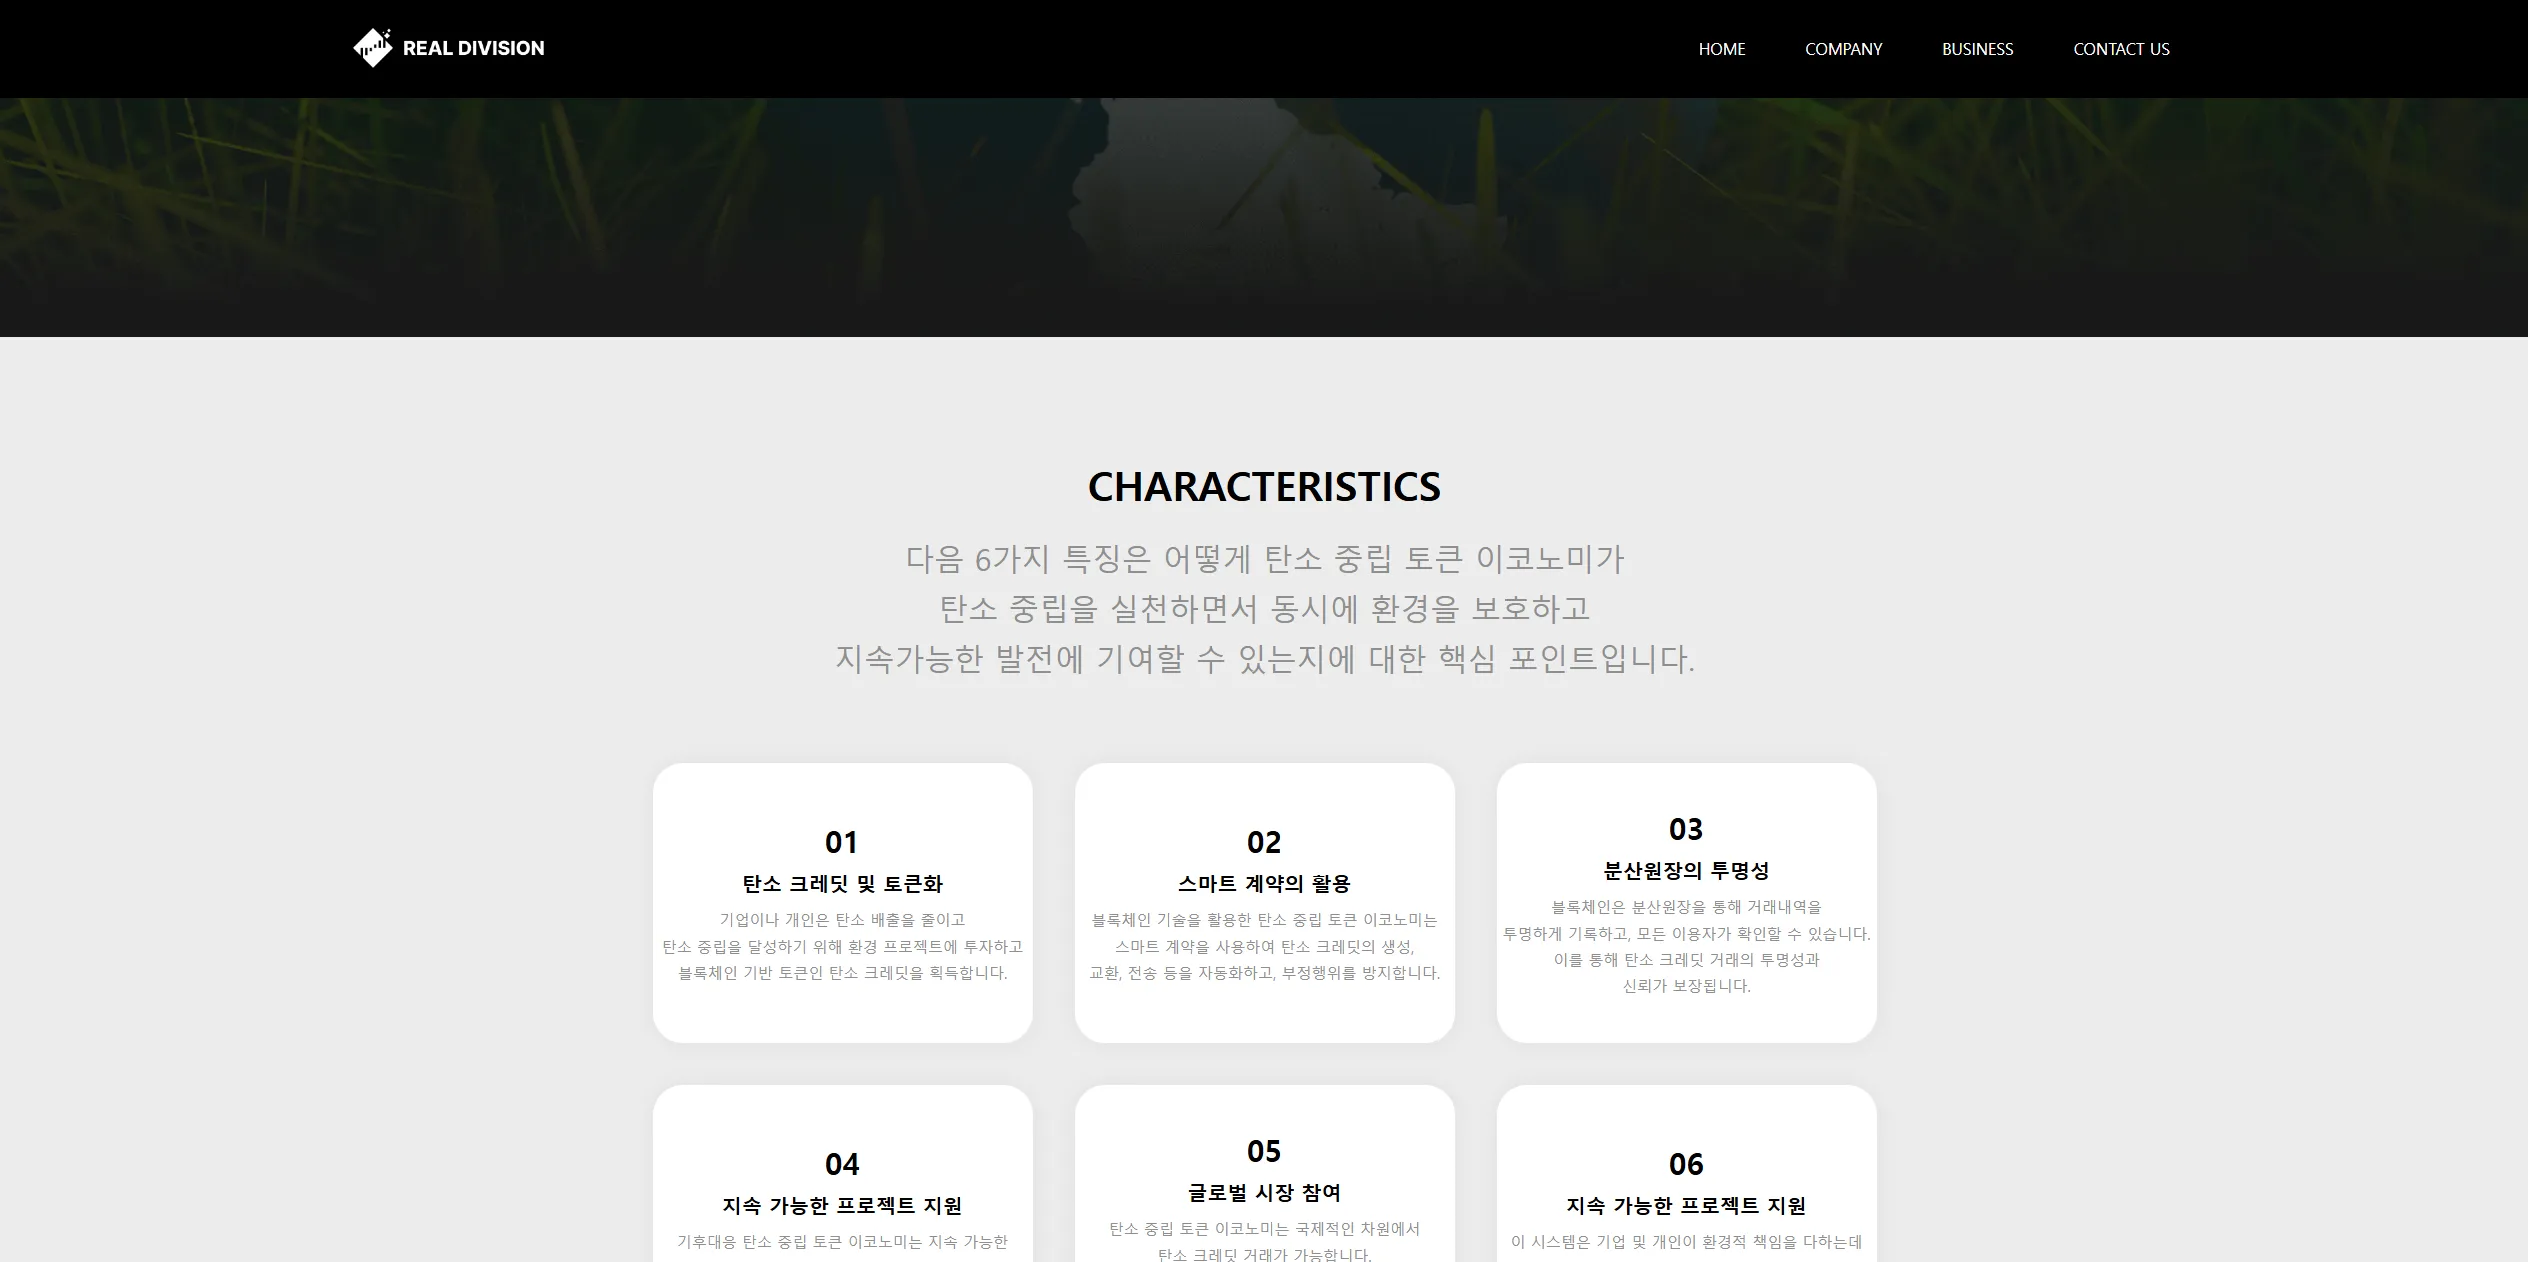 REAL DIVISION
HOME
COMPANY
BUSINESS
CONTACT US
CHARACTERISTICS
다음 6가지 특징은 어떻게 탄소 중립 토큰 이코노미가
탄소 중립을 실천하면서 동시에 환경을 보호하고
지속가능한 발전에 기여할 수 있는지에 대한 핵심 포인트입니다.
01
탄소 크레딧 및 토큰화
기업이나 개인은 탄소 배출을 줄이고
탄소 중립을 달성하기 위해 환경 프로젝트에 투자하고
블록체인 기반 토큰인 탄소 크레딧을 획득합니다.
02
스마트 계약의 활용
블록체인 기술을 활용한 탄소 중립 토큰 이코노미는
스마트 계약을 사용하여 탄소 크레딧의 생성,
교환, 전송 등을 자동화하고, 부정행위를 방지합니다.
03
분산원장의 투명성
블록체인은 분산원장을 통해 거래내역을
투명하게 기록하고, 모든 이용자가 확인할 수 있습니다.
이를 통해 탄소 크레딧 거래의 투명성과
신뢰가 보장됩니다.
04
지속 가능한 프로젝트 지원
기후대응 탄소 중립 토큰 이코노미는 지속 가능한
05
글로벌 시장 참여
탄소 중립 토큰 이코노미는 국제적인 차원에서
탄소 크레딧 거래가 가능합니다.
06
지속 가능한 프로젝트 지원
이 시스템은 기업 및 개인이 환경적 책임을 다하는데